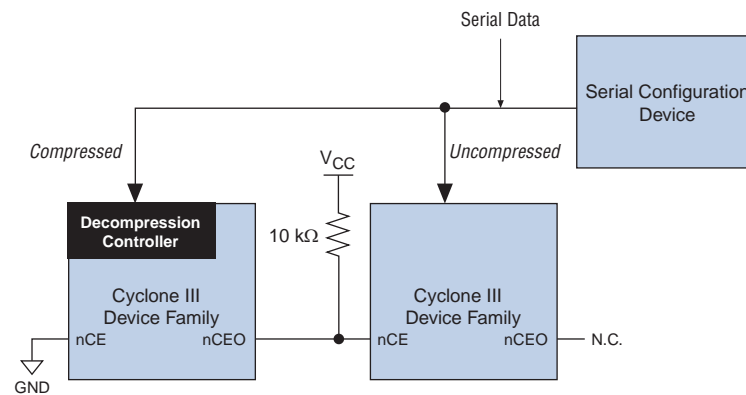 Serial Data
Serial Configuration
Device
Compressed
Uncompressed
VCC
10 kΩ
Decompression
Controller
Cyclone III
Device Family
nCE
nCEO
GND
Cyclone III
Device Family
nCE
nCEO
N.C.